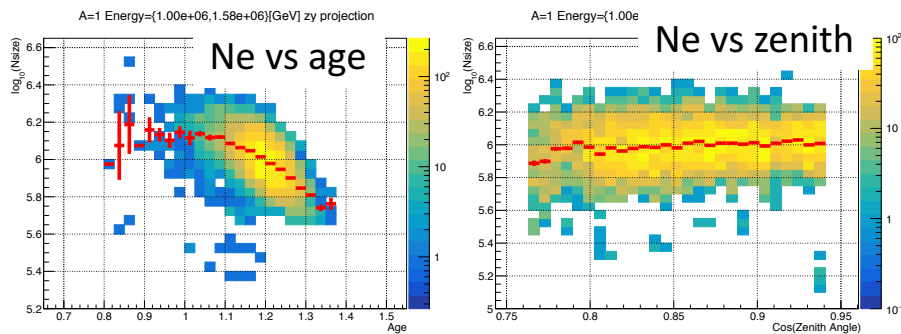 A=1 Energy={1.00e+06,1.58e+06}[GeV] zy projection
Ne vs age
log10(Nsize)
6.6
6.4
6.2
6
5.8
5.6
5.4
5.2
0.7 0.8 0.9 1 1.1 1.2 1.3 1.4 1.5
Age
10²
10
1
A=1 Energy={1.00e
Ne vs zenith
log10(Nsize)
6.6
6.4
6.2
6
5.8
5.6
5.4
5.2
5
0.75 0.8 0.85 0.9 0.95
Cos(Zenith Angle)
10²
10
1
10⁻